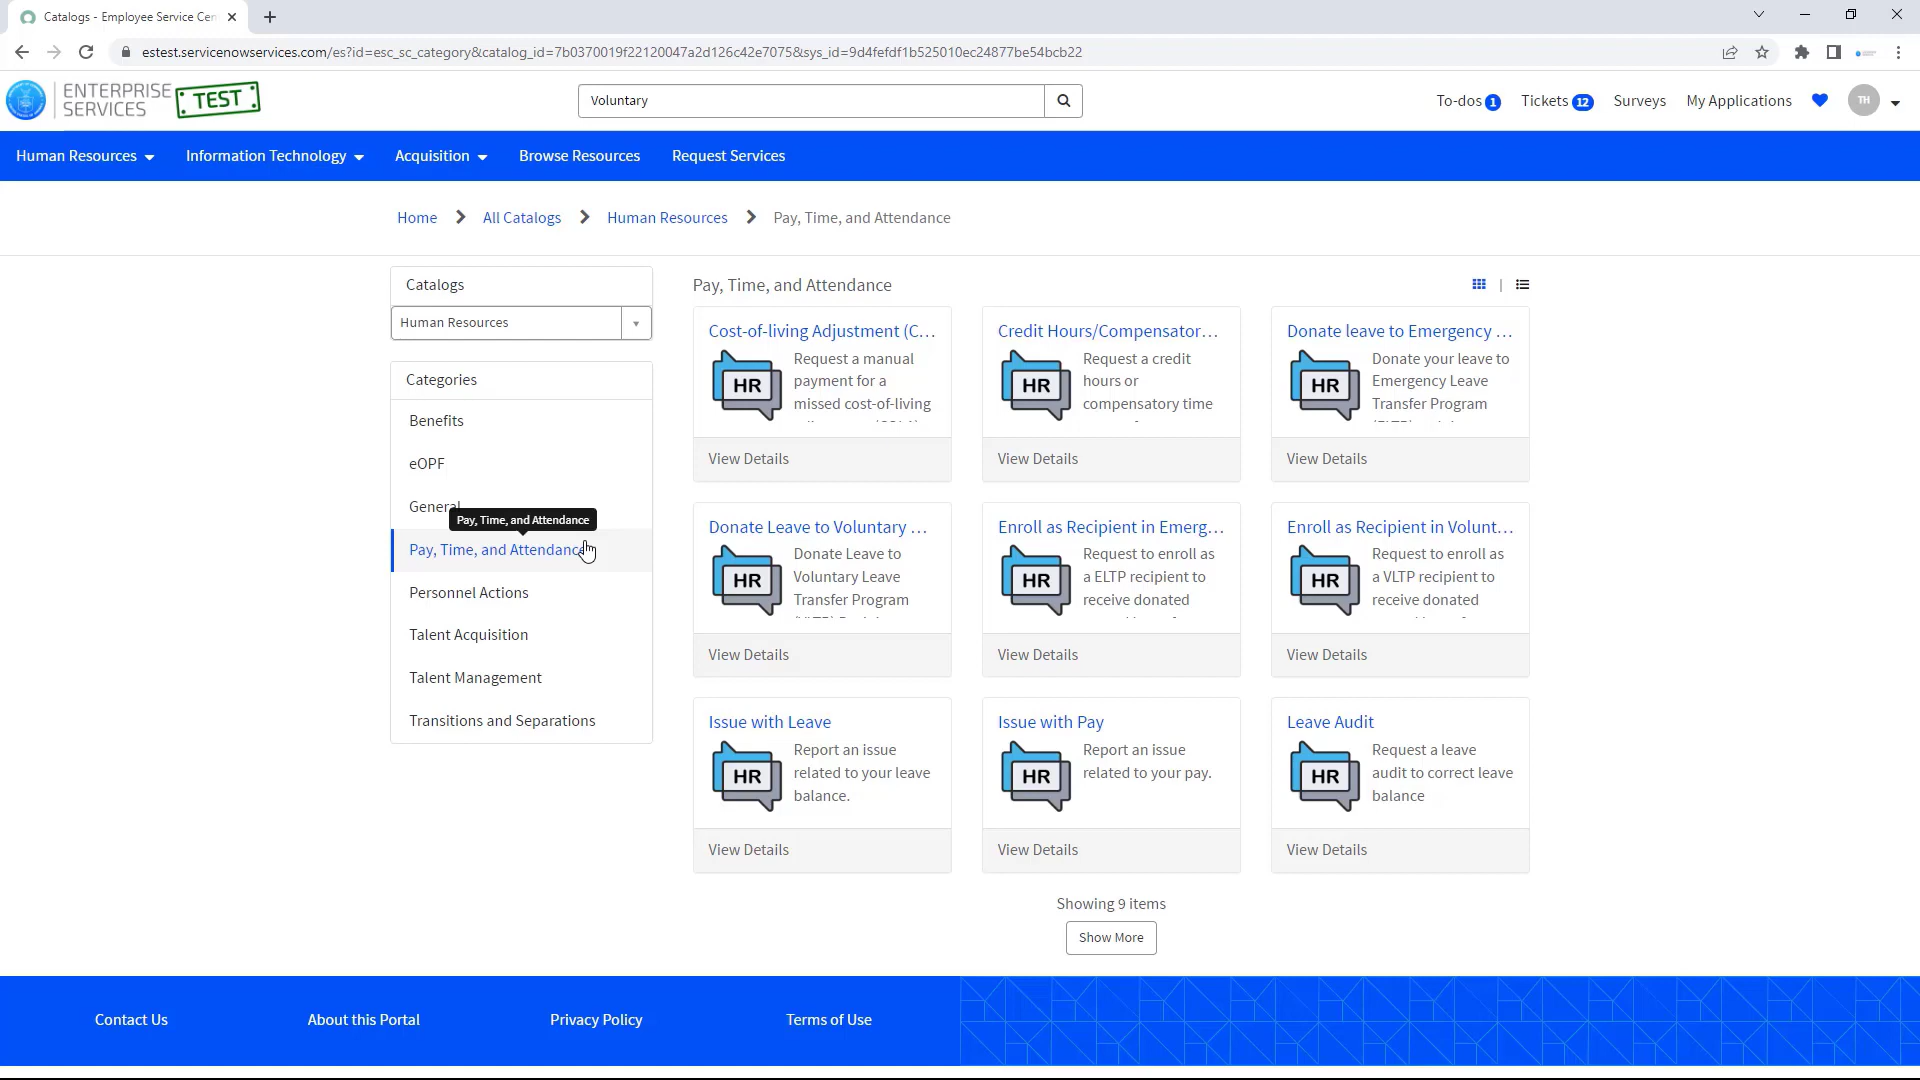 Catalogs - Employee Service Cen
estest.servicenowservices.com/es?id=esc_sc_category&catalog_id=7b0370019f22120047a2d126c42e7075&sys_id=9d4fefdf1b525010ec24877be54bcb22
ENTERPRISE
SERVICES
TEST
Voluntary
To-dos 1 Tickets 12 Surveys My Applications TH
Human Resources Information Technology Acquisition Browse Resources Request Services
Home All Catalogs Human Resources Pay, Time, and Attendance
Catalogs
Human Resources
Categories
Benefits
eOPF
General
Pay, Time, and Attendance
Pay, Time, and Attendance
Personnel Actions
Talent Acquisition
Talent Management
Transitions and Separations
Pay, Time, and Attendance
|
Cost-of-living Adjustment (C...
HR
Request a manual
payment for a
missed cost-of-living
View Details
Credit Hours/Compensator...
HR
Request a credit
hours or
compensatory time
View Details
Donate leave to Emergency ...
HR
Donate your leave to
Emergency Leave
Transfer Program
View Details
Donate Leave to Voluntary ...
HR
Donate Leave to
Voluntary Leave
Transfer Program
View Details
Enroll as Recipient in Emerg...
HR
Request to enroll as
a ELTP recipient to
receive donated
View Details
Enroll as Recipient in Volunt...
HR
Request to enroll as
a VLTP recipient to
receive donated
View Details
Issue with Leave
HR
Report an issue
related to your leave
balance.
View Details
Issue with Pay
HR
Report an issue
related to your pay.
View Details
Leave Audit
HR
Request a leave
audit to correct leave
balance
View Details
Showing 9 items
Show More
Contact Us About this Portal Privacy Policy Terms of Use